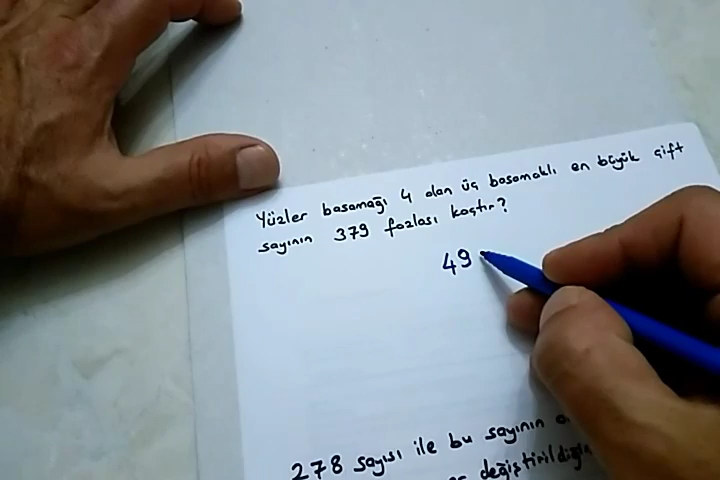 Yüzler basamağı 4 olan üç basamaklı en büyük çift
sayının 379 fazlası kaçtır?
49
278 sayısı ile bu sayının
değiştirildiğin